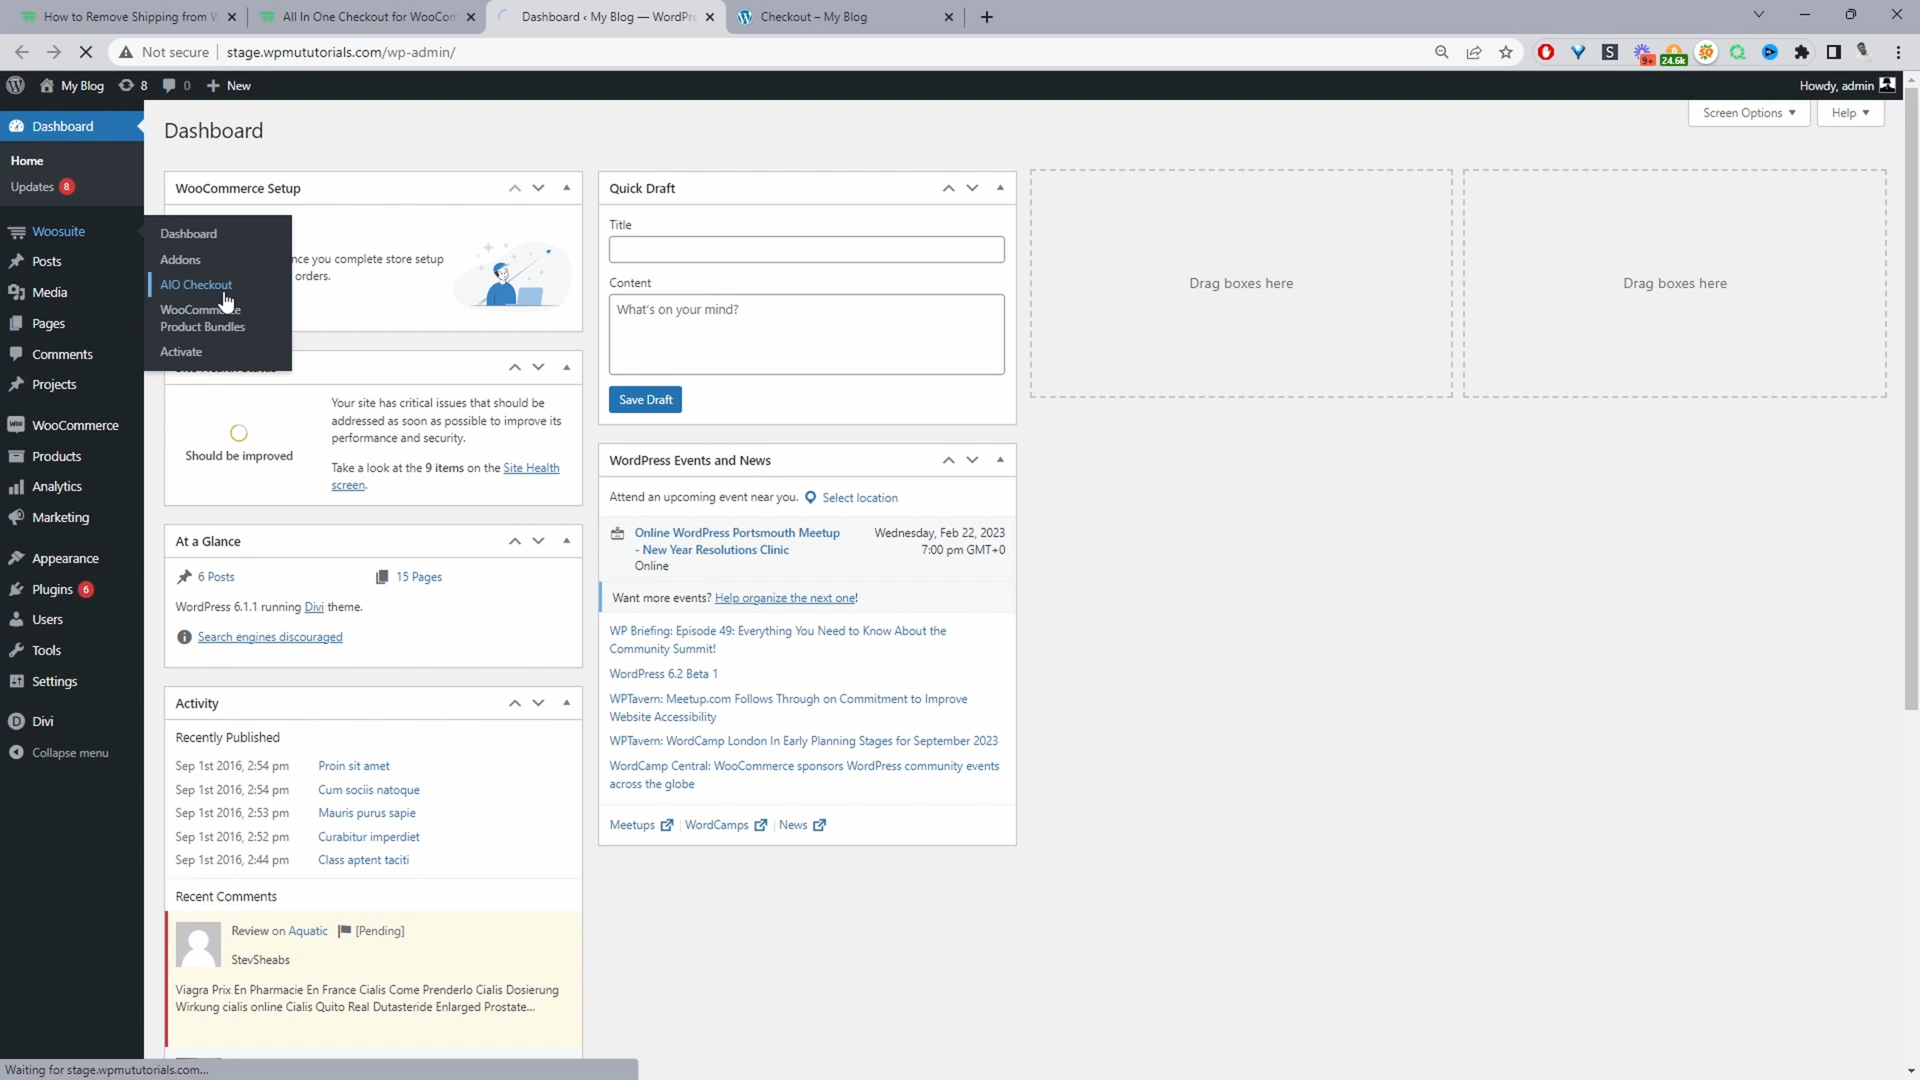 How to Remove Shipping from W
All In One Checkout for WooCom
Dashboard ‹ My Blog — WordPre
Checkout – My Blog
Not secure
stage.wpmututorials.com/wp-admin/
9+
24.6k
My Blog
8
0
New
Howdy, admin
Screen Options
Help
Dashboard
Home
Updates 8
Woosuite
Posts
Media
Pages
Comments
Projects
WooCommerce
Products
Analytics
Marketing
Appearance
Plugins 6
Users
Tools
Settings
Divi
Collapse menu
Dashboard
Addons
AIO Checkout
WooCommerce
Product Bundles
Activate
Dashboard
WooCommerce Setup
nce you complete store setup
orders.
Your site has critical issues that should be
addressed as soon as possible to improve its
performance and security.
Should be improved
Take a look at the 9 items on the Site Health
screen.
At a Glance
6 Posts
15 Pages
WordPress 6.1.1 running Divi theme.
Search engines discouraged
Activity
Recently Published
Sep 1st 2016, 2:54 pm Proin sit amet
Sep 1st 2016, 2:54 pm Cum sociis natoque
Sep 1st 2016, 2:53 pm Mauris purus sapie
Sep 1st 2016, 2:52 pm Curabitur imperdiet
Sep 1st 2016, 2:44 pm Class aptent taciti
Recent Comments
Review on Aquatic [Pending]
StevSheabs
Viagra Prix En Pharmacie En France Cialis Come Prenderlo Cialis Dosierung
Wirkung cialis online Cialis Quito Real Dutasteride Enlarged Prostate...
Quick Draft
Title
Content
What's on your mind?
Save Draft
WordPress Events and News
Attend an upcoming event near you. Select location
Online WordPress Portsmouth Meetup
- New Year Resolutions Clinic
Online
Wednesday, Feb 22, 2023
7:00 pm GMT+0
Want more events? Help organize the next one!
WP Briefing: Episode 49: Everything You Need to Know About the
Community Summit!
WordPress 6.2 Beta 1
WPTavern: Meetup.com Follows Through on Commitment to Improve
Website Accessibility
WPTavern: WordCamp London In Early Planning Stages for September 2023
WordCamp Central: WooCommerce sponsors WordPress community events
across the globe
Meetups | WordCamps | News
Drag boxes here
Drag boxes here
Waiting for stage.wpmututorials.com...